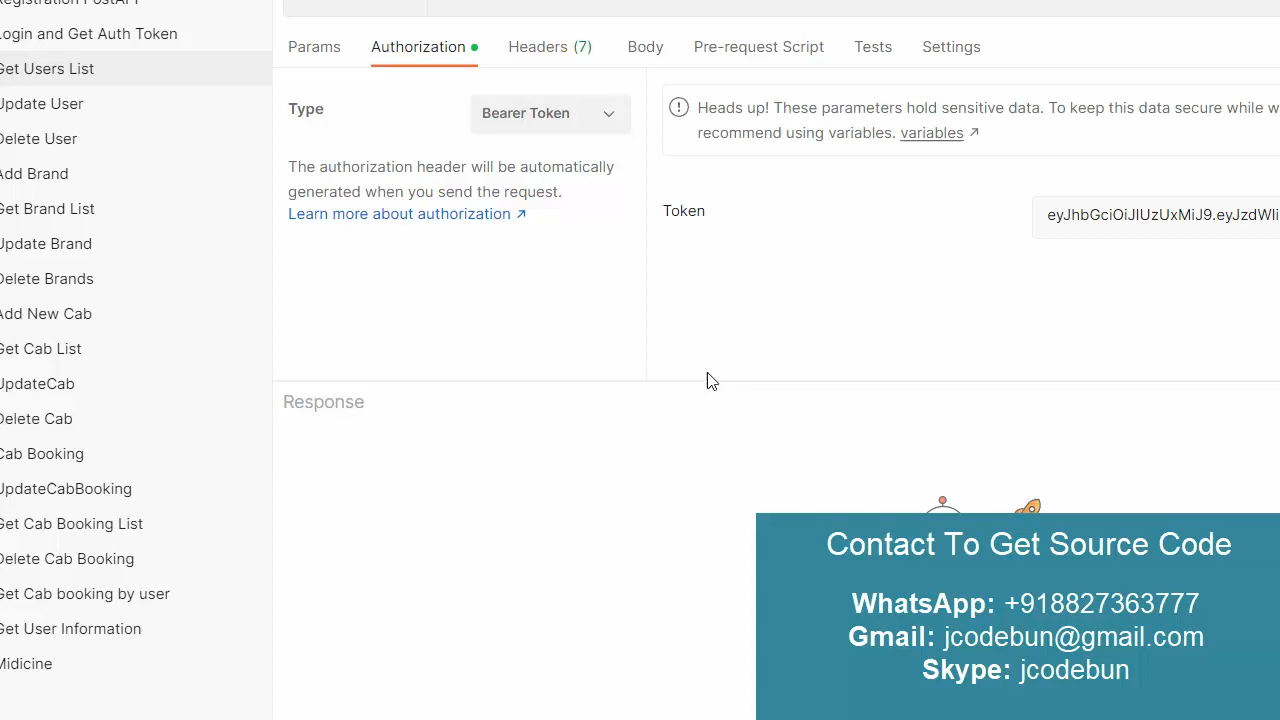 Registration PostAPI
Login and Get Auth Token
Get Users List
Update User
Delete User
Add Brand
Get Brand List
Update Brand
Delete Brands
Add New Cab
Get Cab List
UpdateCab
Delete Cab
Cab Booking
UpdateCabBooking
Get Cab Booking List
Delete Cab Booking
Get Cab booking by user
Get User Information
Midicine
Params Authorization Headers (7) Body Pre-request Script Tests Settings
Type Bearer Token
The authorization header will be automatically
generated when you send the request.
Learn more about authorization ↗
Heads up! These parameters hold sensitive data. To keep this data secure while w
recommend using variables. variables ↗
Token eyJhbGciOiJIUzUxMiJ9.eyJzdWIi
Response
Contact To Get Source Code
WhatsApp: +918827363777
Gmail: jcodebun@gmail.com
Skype: jcodebun